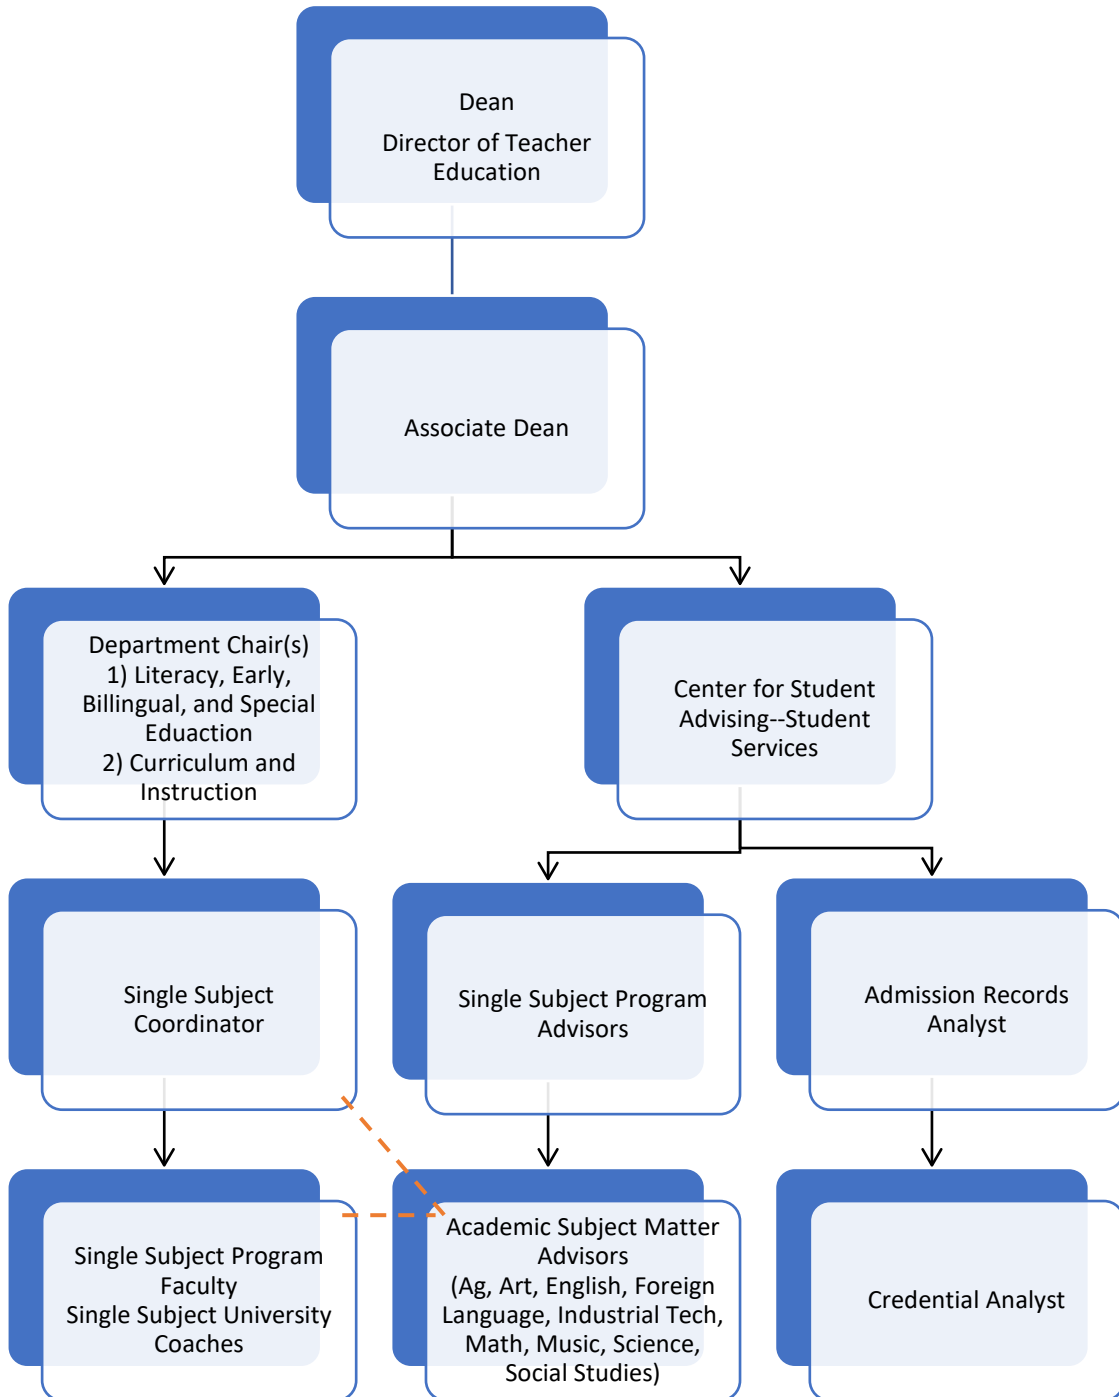 Dean
Director of Teacher
Education
Associate Dean
Department Chair(s)
1) Literacy, Early,
Billingual, and Special
Eduaction
2) Curriculum and
Instruction
Center for Student
Advising--Student
Services
Single Subject
Coordinator
Single Subject Program
Advisors
Admission Records
Analyst
Single Subject Program
Faculty
Single Subject University
Coaches
Academic Subject Matter
Advisors
(Ag, Art, English, Foreign
Language, Industrial Tech,
Math, Music, Science,
Social Studies)
Credential Analyst